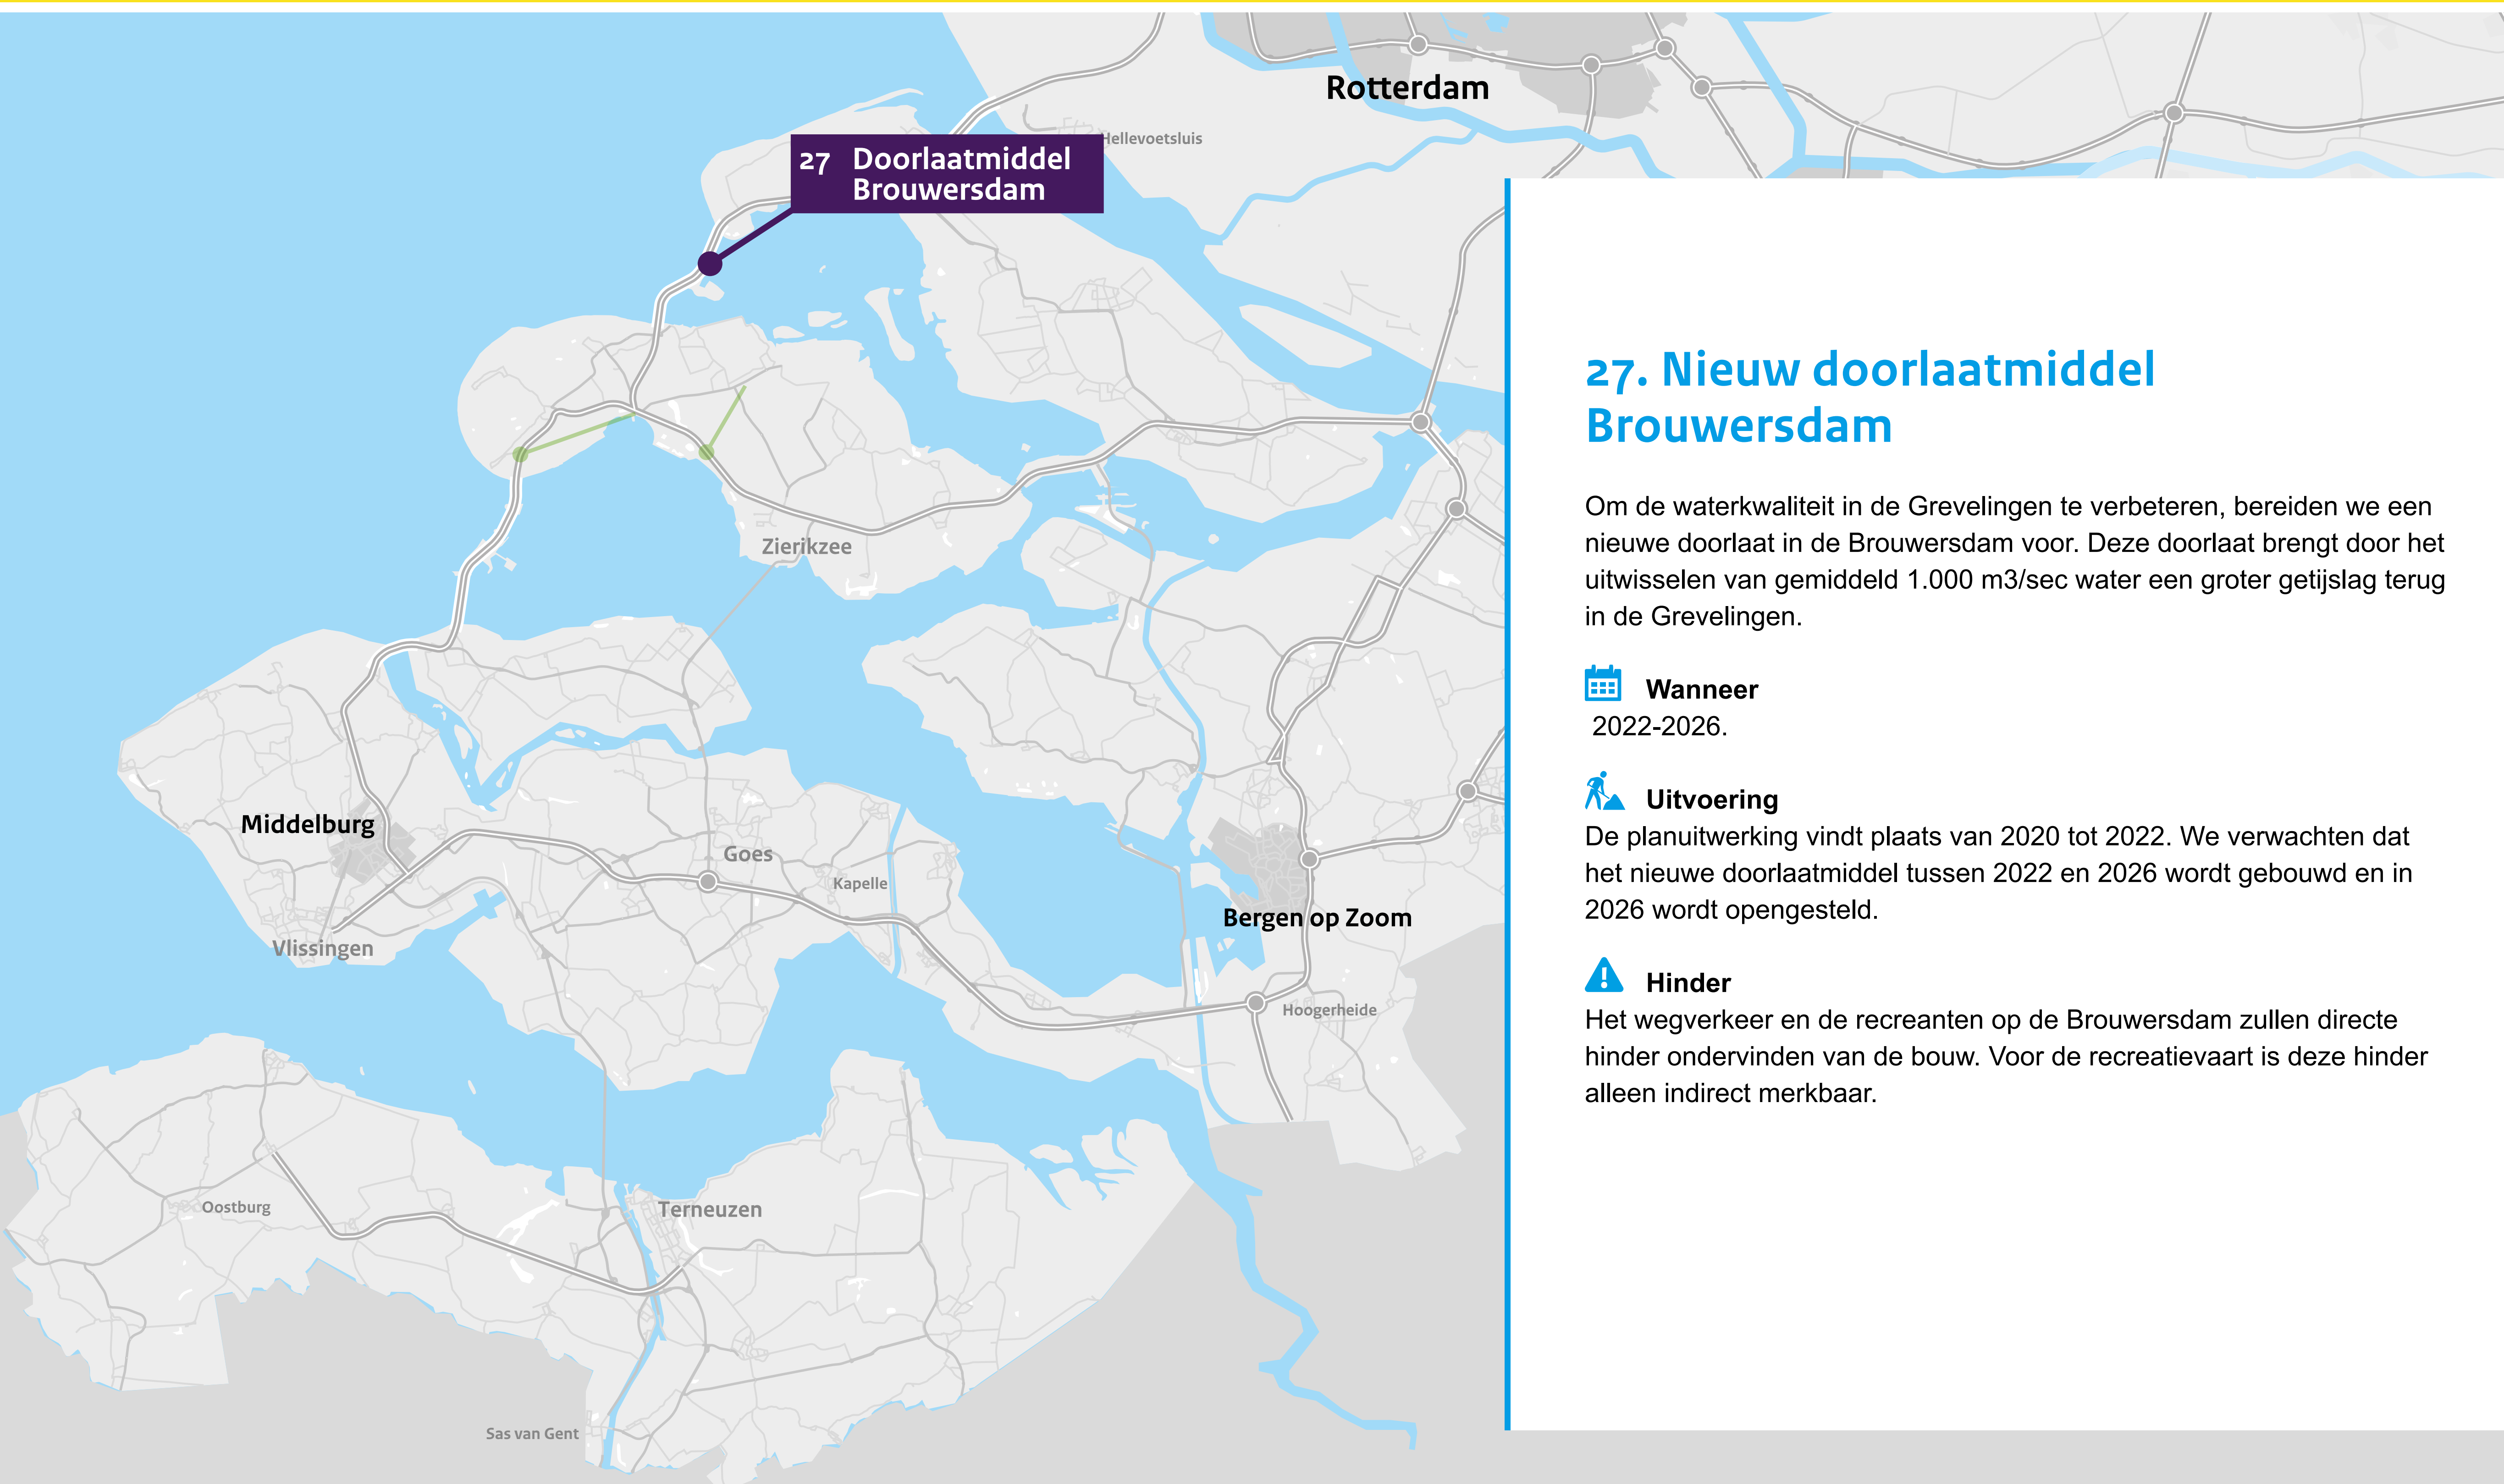 Rotterdam
Hellevoetsluis
27 Doorlaatmiddel
Brouwersdam
Zierikzee
Middelburg
Goes
Kapelle
Vlissingen
Bergen op Zoom
Hoogerheide
Oostburg
Terneuzen
Sas van Gent
27. Nieuw doorlaatmiddel
Brouwersdam
Om de waterkwaliteit in de Grevelingen te verbeteren, bereiden we een
nieuwe doorlaat in de Brouwersdam voor. Deze doorlaat brengt door het
uitwisselen van gemiddeld 1.000 m3/sec water een groter getijslag terug
in de Grevelingen.
Wanneer
2022-2026.
Uitvoering
De planuitwerking vindt plaats van 2020 tot 2022. We verwachten dat
het nieuwe doorlaatmiddel tussen 2022 en 2026 wordt gebouwd en in
2026 wordt opengesteld.
Hinder
Het wegverkeer en de recreanten op de Brouwersdam zullen directe
hinder ondervinden van de bouw. Voor de recreatievaart is deze hinder
alleen indirect merkbaar.